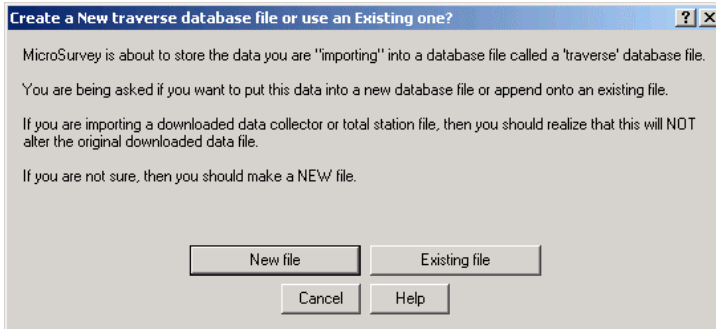 Create a New traverse database file or use an Existing one?
MicroSurvey is about to store the data you are "importing" into a database file called a 'traverse' database file.
You are being asked if you want to put this data into a new database file or append onto an existing file.
If you are importing a downloaded data collector or total station file, then you should realize that this will NOT
alter the original downloaded data file.
If you are not sure, then you should make a NEW file.
New file
Existing file
Cancel
Help